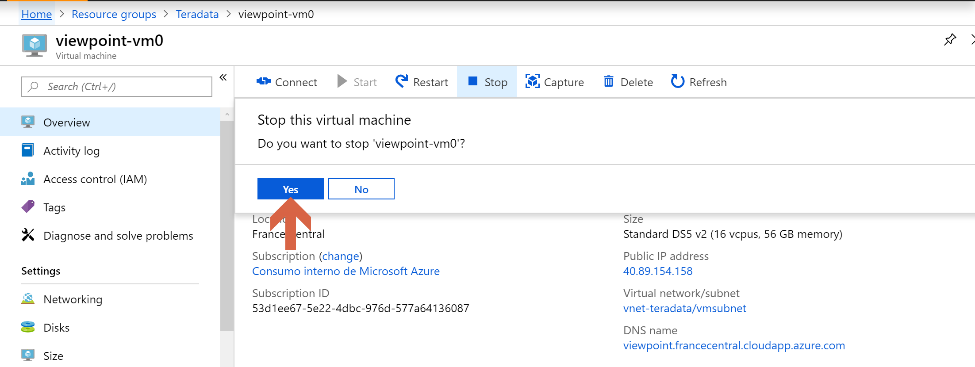 Home > Resource groups > Teradata > viewpoint-vm0
viewpoint-vm0
Virtual machine
Search (Ctrl+/)
«
Connect Start Restart Stop Capture Delete Refresh
Overview
Activity log
Access control (IAM)
Tags
Diagnose and solve problems
Settings
Networking
Disks
Size
Stop this virtual machine
Do you want to stop 'viewpoint-vm0'?
Yes No
France Central
Subscription (change)
Consumo interno de Microsoft Azure
Subscription ID
53d1ee67-5e22-4dbc-976d-577a64136087
Size
Standard DS5 v2 (16 vcpus, 56 GB memory)
Public IP address
40.89.154.158
Virtual network/subnet
vnet-teradata/vmsubnet
DNS name
viewpoint.francecentral.cloudapp.azure.com